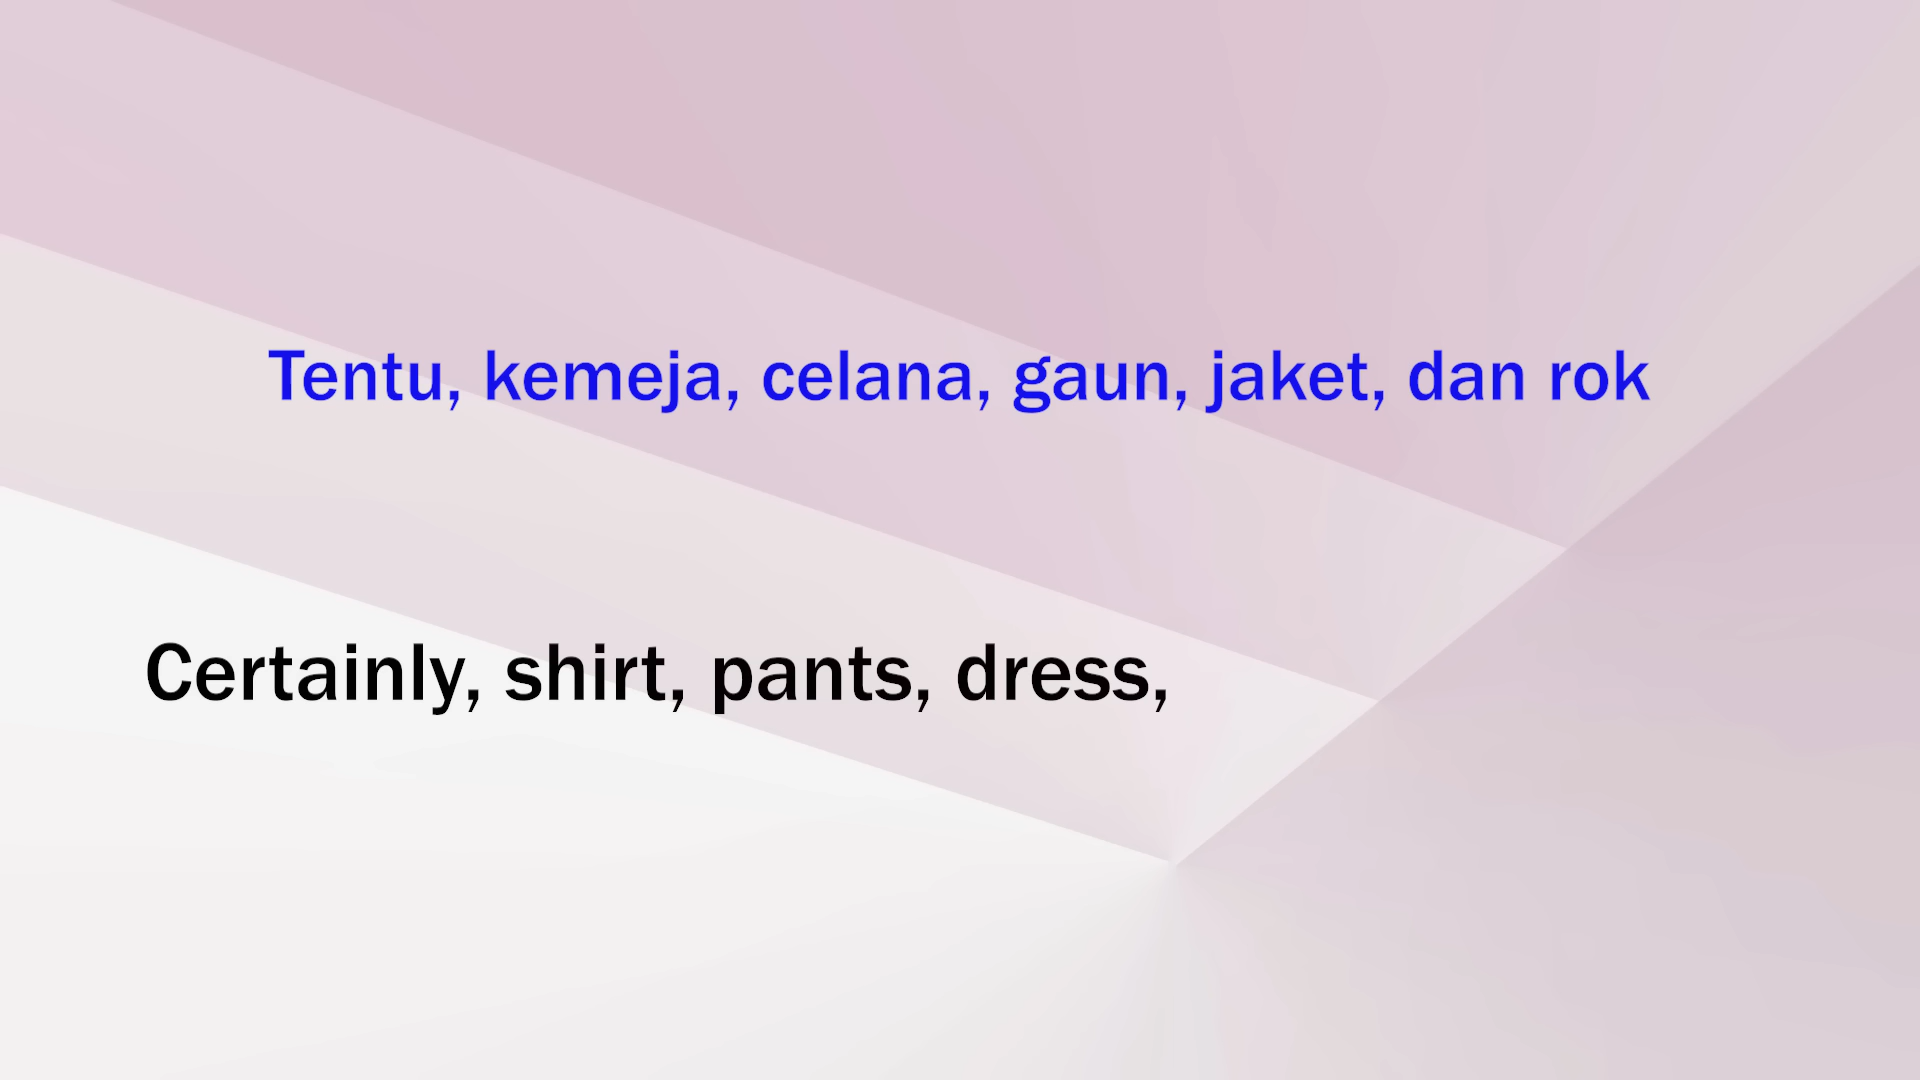 Tentu, kemeja, celana, gaun, jaket, dan rok
Certainly, shirt, pants, dress,